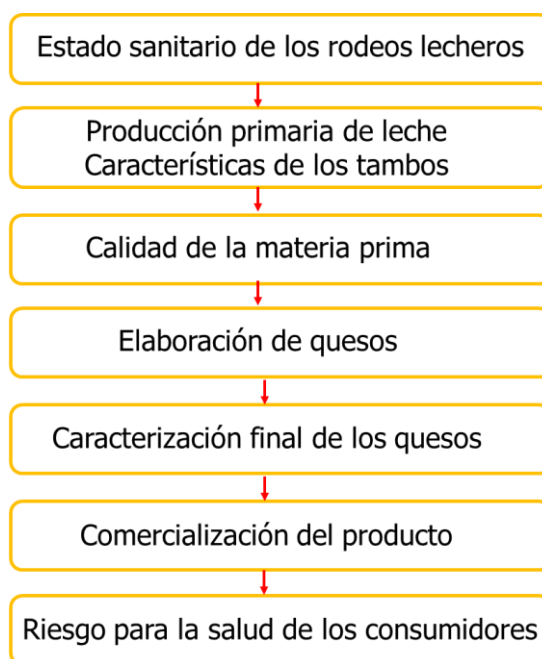 Estado sanitario de los rodeos lecheros
Producción primaria de leche
Características de los tambos
Calidad de la materia prima
Elaboración de quesos
Caracterización final de los quesos
Comercialización del producto
Riesgo para la salud de los consumidores